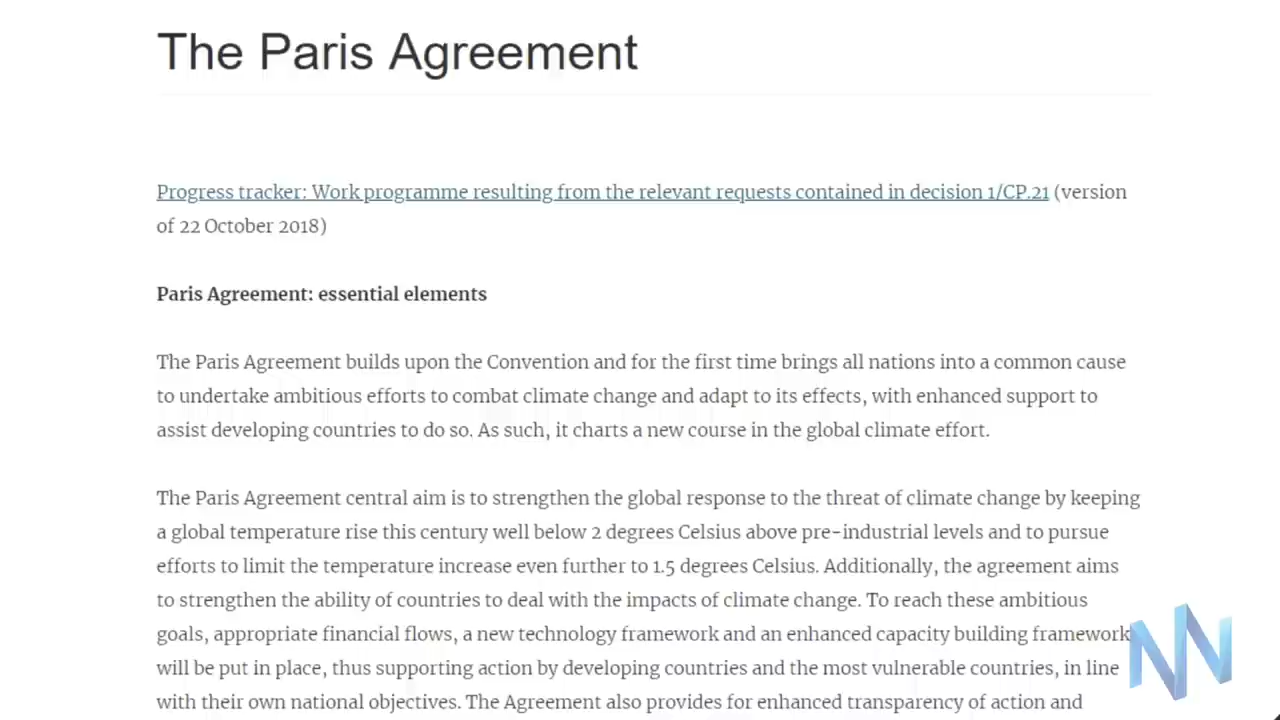 The Paris Agreement
Progress tracker: Work programme resulting from the relevant requests contained in decision 1/CP.21 (version
of 22 October 2018)
Paris Agreement: essential elements
The Paris Agreement builds upon the Convention and for the first time brings all nations into a common cause
to undertake ambitious efforts to combat climate change and adapt to its effects, with enhanced support to
assist developing countries to do so. As such, it charts a new course in the global climate effort.
The Paris Agreement central aim is to strengthen the global response to the threat of climate change by keeping
a global temperature rise this century well below 2 degrees Celsius above pre-industrial levels and to pursue
efforts to limit the temperature increase even further to 1.5 degrees Celsius. Additionally, the agreement aims
to strengthen the ability of countries to deal with the impacts of climate change. To reach these ambitious
goals, appropriate financial flows, a new technology framework and an enhanced capacity building framework
will be put in place, thus supporting action by developing countries and the most vulnerable countries, in line
with their own national objectives. The Agreement also provides for enhanced transparency of action and
NN